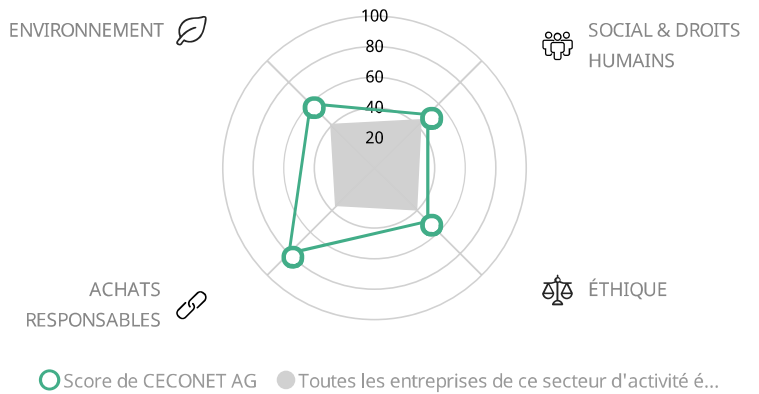 ENVIRONNEMENT
100
80
60
40
20
SOCIAL & DROITS
HUMAINS
ACHATS
RESPONSABLES
ÉTHIQUE
Score de CECONET AG
Toutes les entreprises de ce secteur d'activité é...